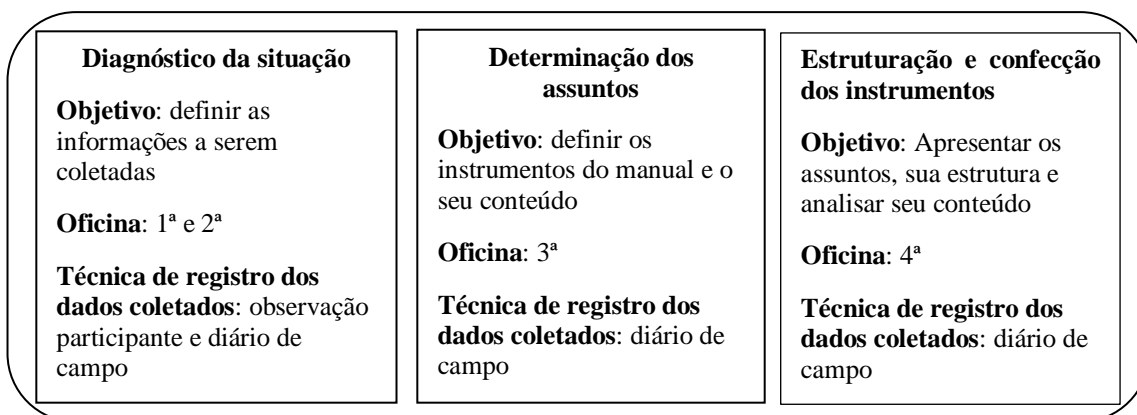 Diagnóstico da situação
Objetivo: definir as
informações a serem
coletadas
Oficina: 1ª e 2ª
Técnica de registro dos
dados coletados: observação
participante e diário de
campo
Determinação dos
assuntos
Objetivo: definir os
instrumentos do manual e o
seu conteúdo
Oficina: 3ª
Técnica de registro dos
dados coletados: diário de
campo
Estruturação e confecção
dos instrumentos
Objetivo: Apresentar os
assuntos, sua estrutura e
analisar seu conteúdo
Oficina: 4ª
Técnica de registro dos
dados coletados: diário de
campo